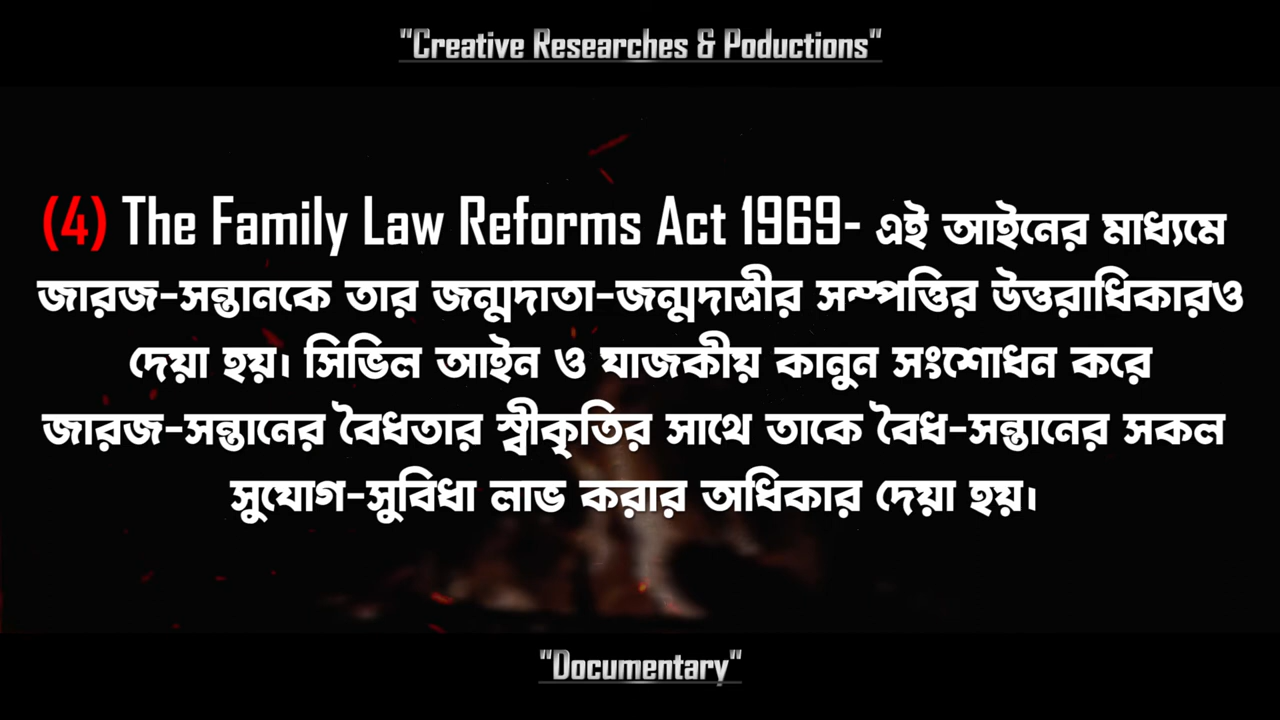 "Creative Researches & Poductions"
(4) The Family Law Reforms Act 1969- এই আইনের মাধ্যমে
জারজ-সন্তানকে তার জন্মদাতা-জন্মদাত্রীর সম্পত্তির উত্তরাধিকারও
দেয়া হয়। সিভিল আইন ও যাজকীয় কানুন সংশোধন করে
জারজ-সন্তানের বৈধতার স্বীকৃতির সাথে তাকে বৈধ-সন্তানের সকল
সুযোগ-সুবিধা লাভ করার অধিকার দেয়া হয়।
"Documentary"